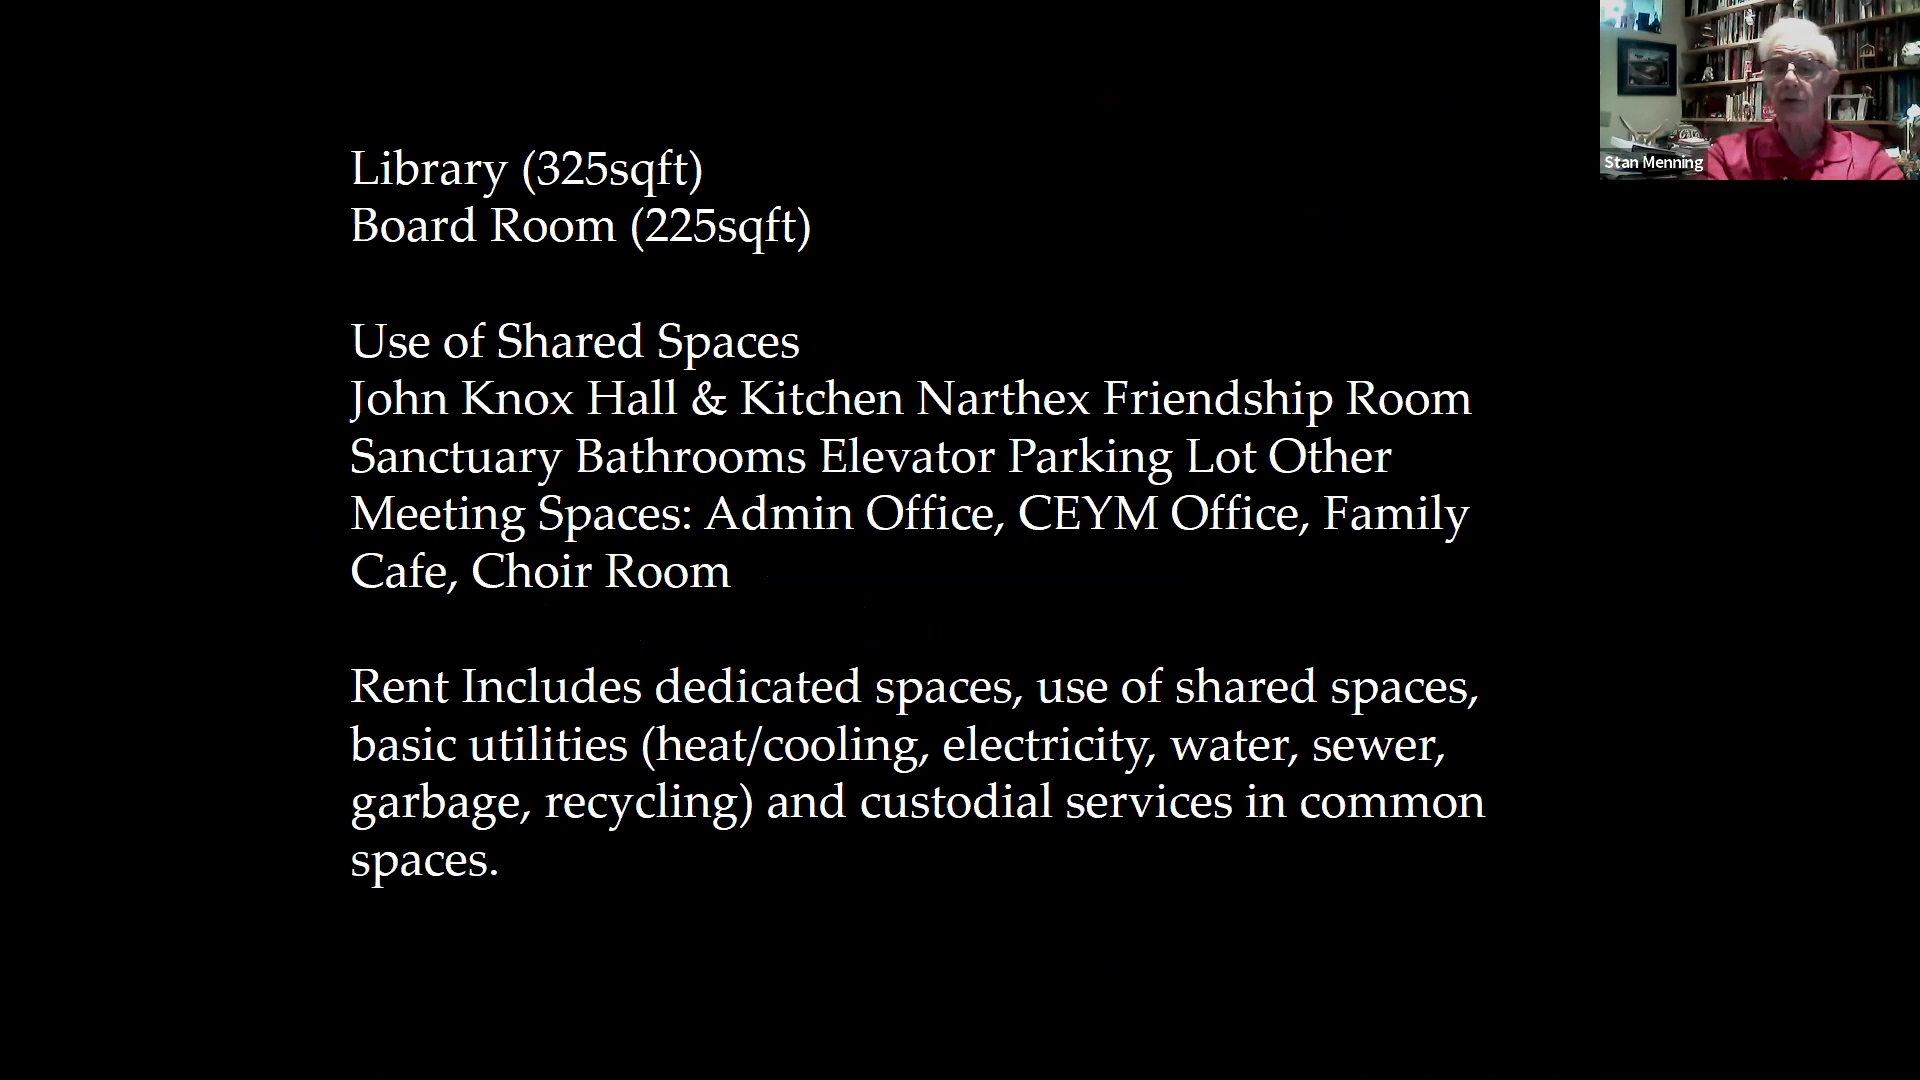 Library (325sqft)
Board Room (225sqft)
Use of Shared Spaces
John Knox Hall & Kitchen Narthex Friendship Room
Sanctuary Bathrooms Elevator Parking Lot Other
Meeting Spaces: Admin Office, CEYM Office, Family
Cafe, Choir Room
Rent Includes dedicated spaces, use of shared spaces,
basic utilities (heat/cooling, electricity, water, sewer,
garbage, recycling) and custodial services in common
spaces.
Stan Menning